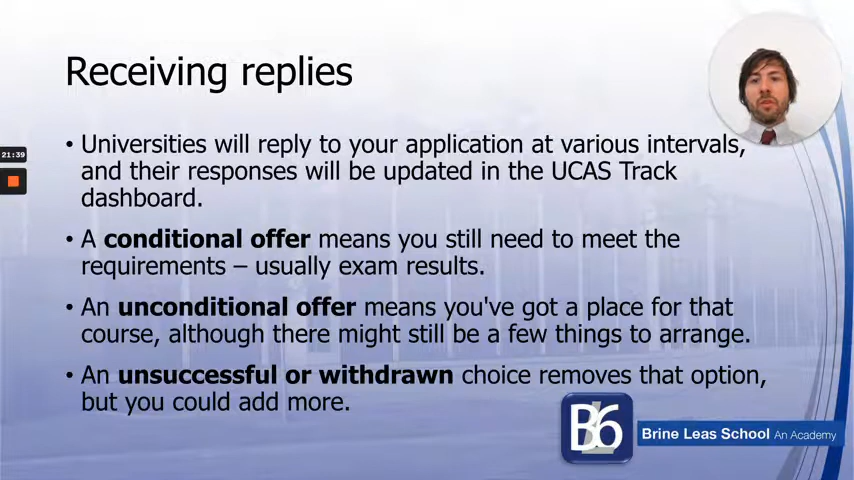 Receiving replies
• Universities will reply to your application at various intervals,
and their responses will be updated in the UCAS Track
dashboard.
• A conditional offer means you still need to meet the
requirements – usually exam results.
• An unconditional offer means you've got a place for that
course, although there might still be a few things to arrange.
• An unsuccessful or withdrawn choice removes that option,
but you could add more.
21:39
BL6
Brine Leas School An Academy